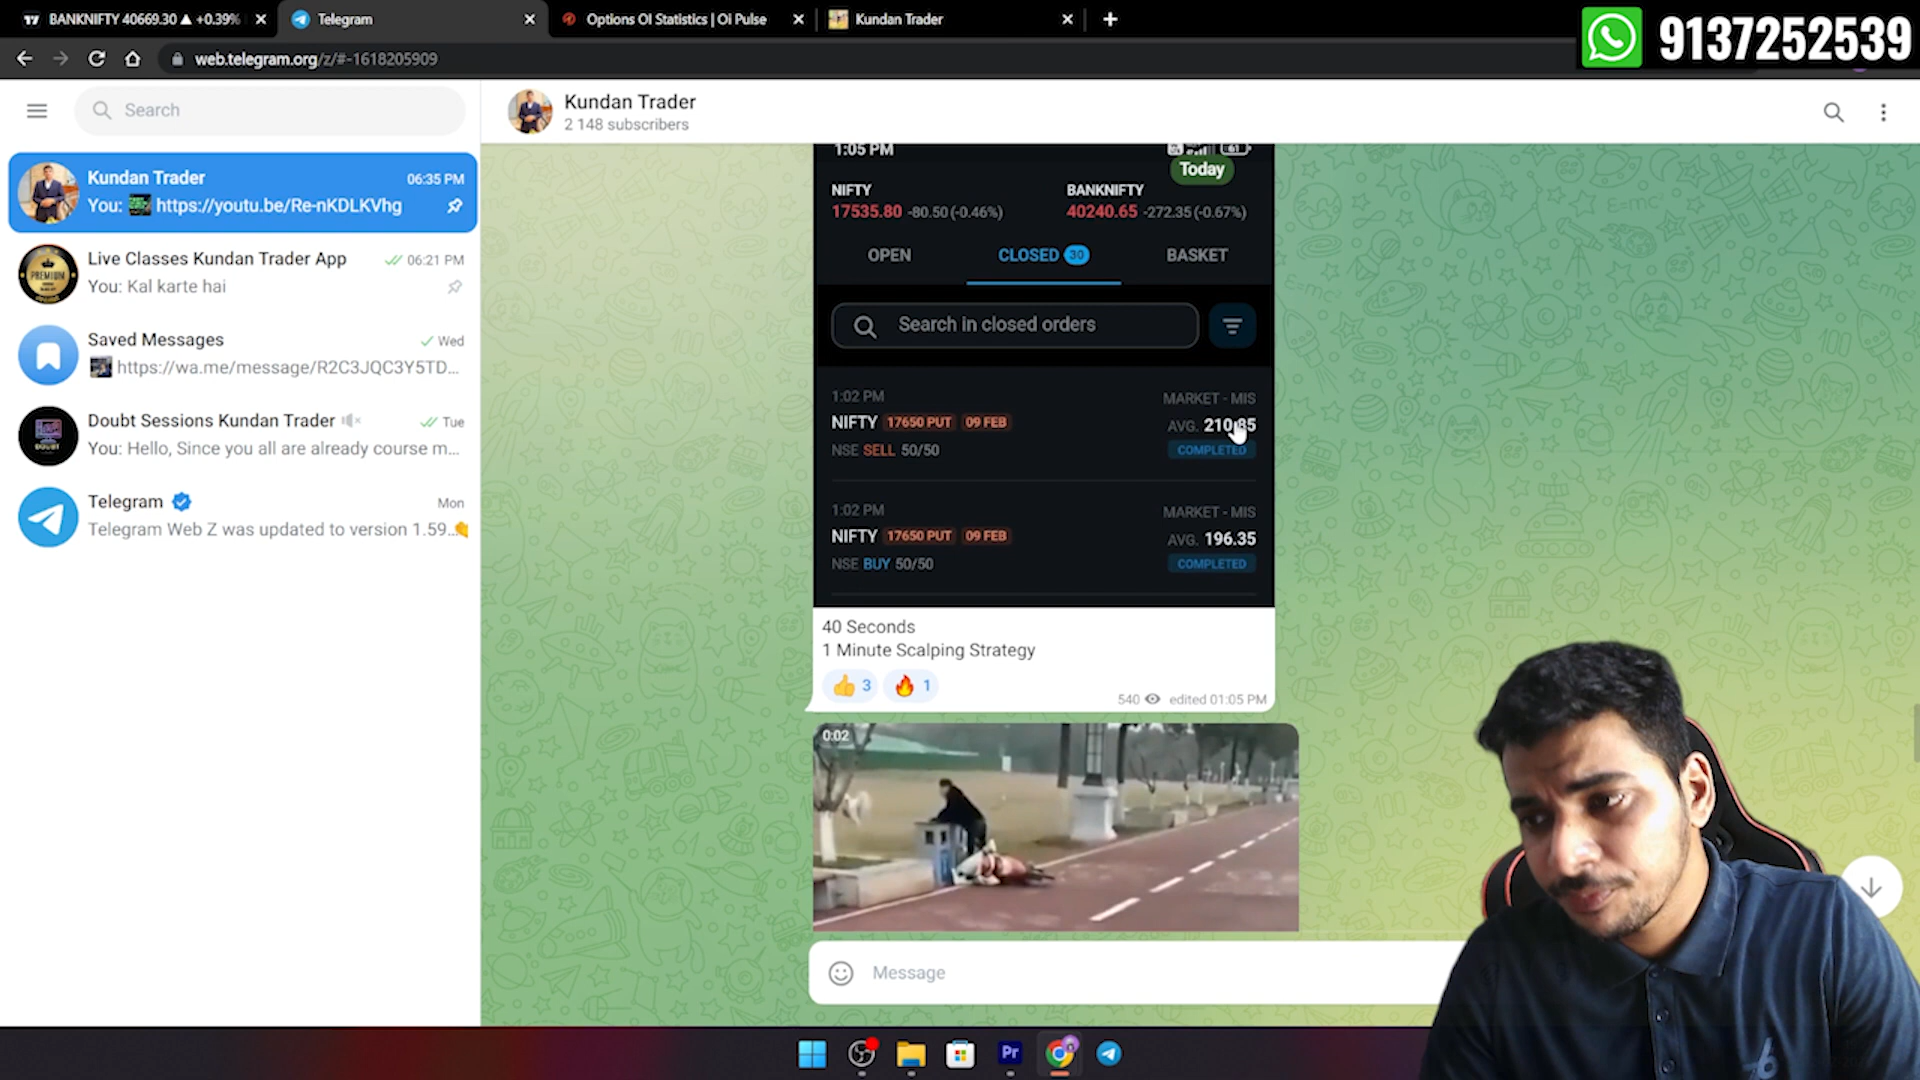 BANKNIFTY 40669.30 ▲ +0.39%
Telegram
Options OI Statistics | Oi Pulse
Kundan Trader
9137252539
web.telegram.org/z/#-1618205909
Search
Kundan Trader
2 148 subscribers
Kundan Trader 06:35 PM
You: https://youtu.be/Re-nKDLKVhg
Live Classes Kundan Trader App 06:21 PM
You: Kal karte hai
Saved Messages Wed
https://wa.me/message/R2C3JQC3Y5TD...
Doubt Sessions Kundan Trader Tue
You: Hello, Since you all are already course m...
Telegram Mon
Telegram Web Z was updated to version 1.59...
PREMIUM
1:05 PM
61
Today
NIFTY BANKNIFTY
17535.80 -80.50 (-0.46%) 40240.65 -272.35 (-0.67%)
OPEN CLOSED 30 BASKET
Search in closed orders
1:02 PM MARKET - MIS
NIFTY 17650 PUT 09 FEB AVG. 210.85
NSE SELL 50/50 COMPLETED
1:02 PM MARKET - MIS
NIFTY 17650 PUT 09 FEB AVG. 196.35
NSE BUY 50/50 COMPLETED
40 Seconds
1 Minute Scalping Strategy
3 1
540 edited 01:05 PM
0:02
Message
Pr